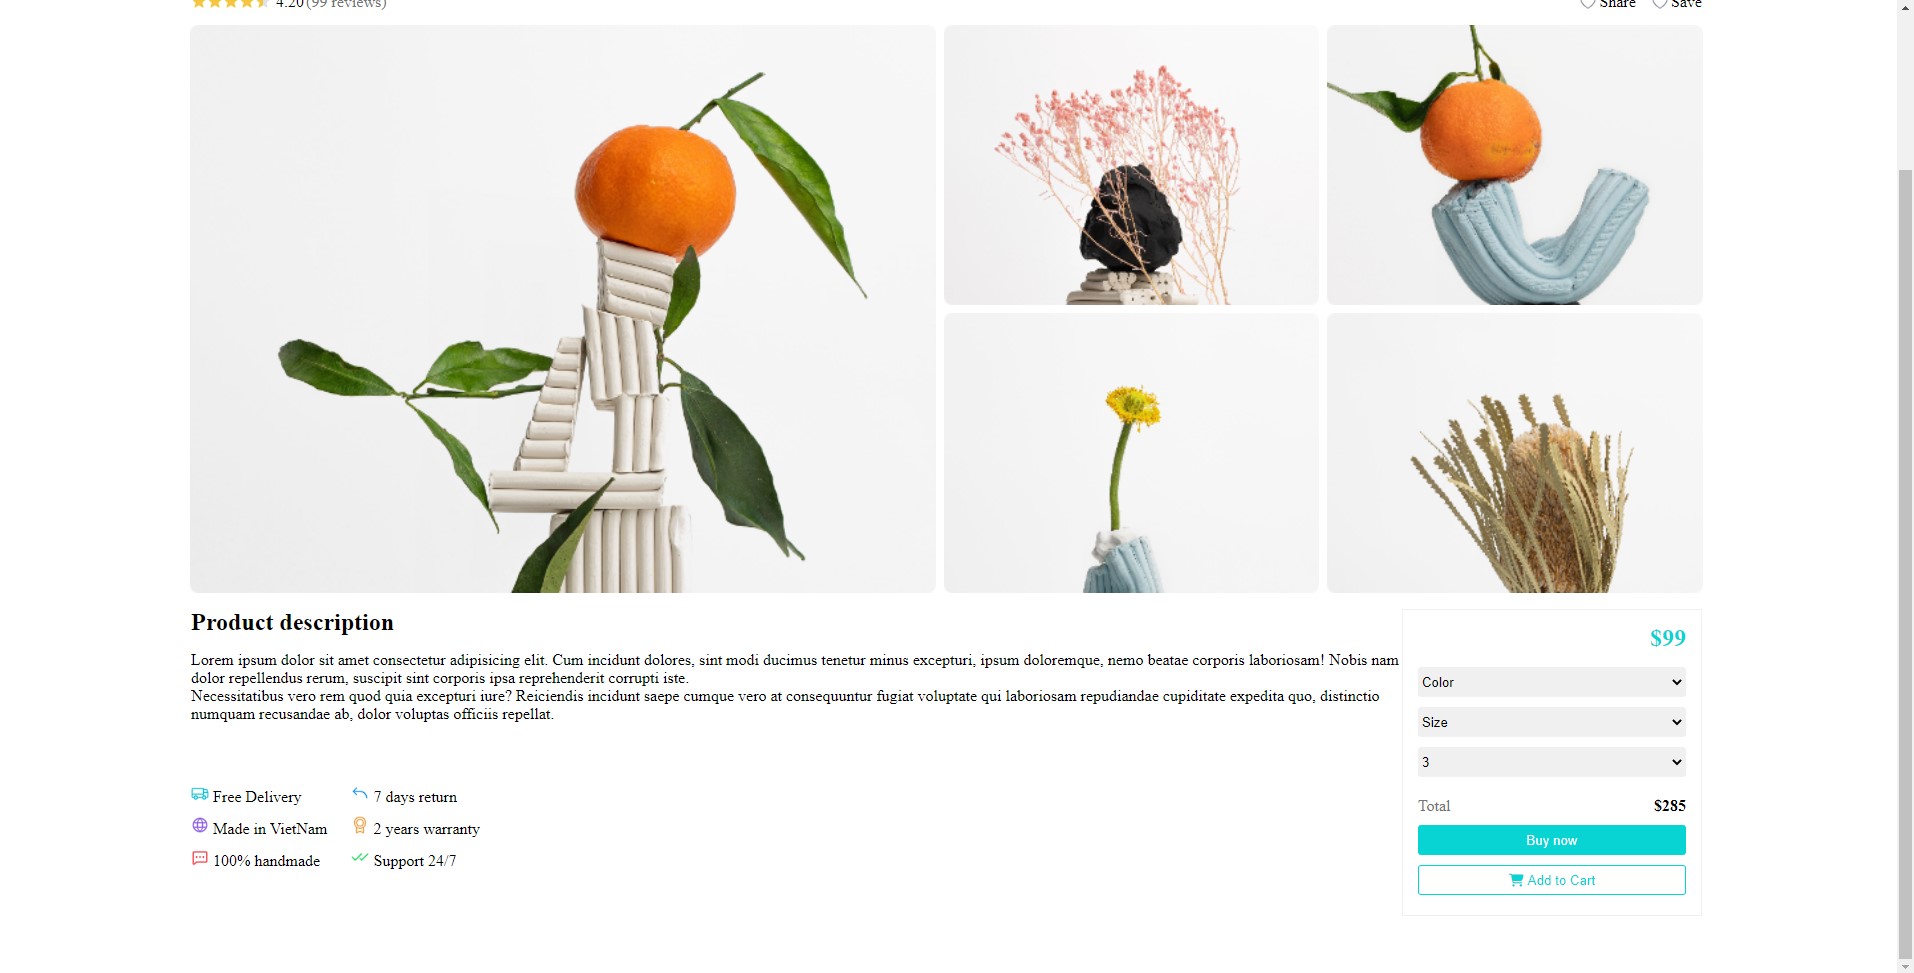 4.20 (99 reviews)
Share Save
Product description
Lorem ipsum dolor sit amet consectetur adipisicing elit. Cum incidunt dolores, sint modi ducimus tenetur minus excepturi, ipsum doloremque, nemo beatae corporis laboriosam! Nobis nam
dolor repellendus rerum, suscipit sint corporis ipsa reprehenderit corrupti iste.
Necessitatibus vero rem quod quia excepturi iure? Reiciendis incidunt saepe cumque vero at consequuntur fugiat voluptate qui laboriosam repudiandae cupiditate expedita quo, distinctio
numquam recusandae ab, dolor voluptas officiis repellat.
Free Delivery 7 days return
Made in VietNam 2 years warranty
100% handmade Support 24/7
$99
Color
Size
3
Total $285
Buy now
Add to Cart